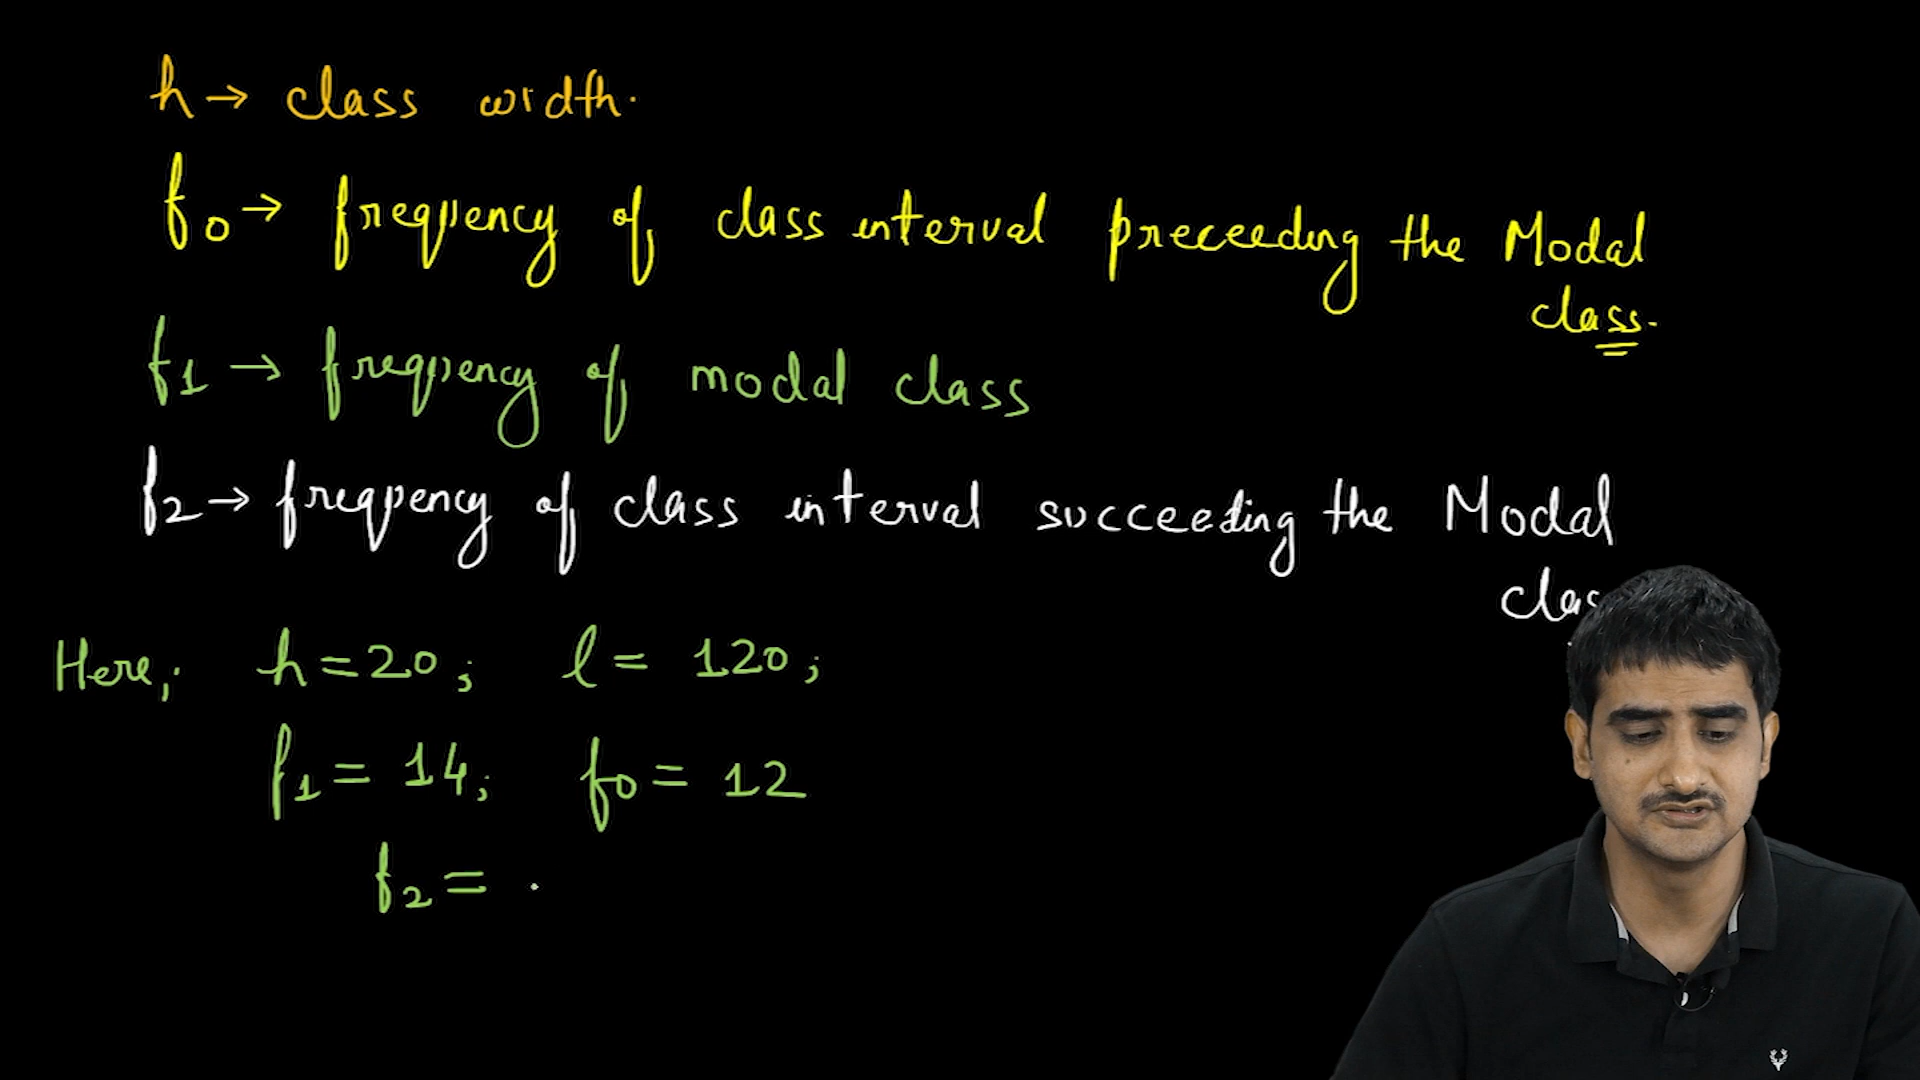 h → class width.
f0 → frequency of class interval preceeding the Modal
class.
f1 → frequency of modal class
f2 → frequency of class interval succeeding the Modal
Here, h = 20; l = 120;
f1 = 14; f0 = 12
f2 =